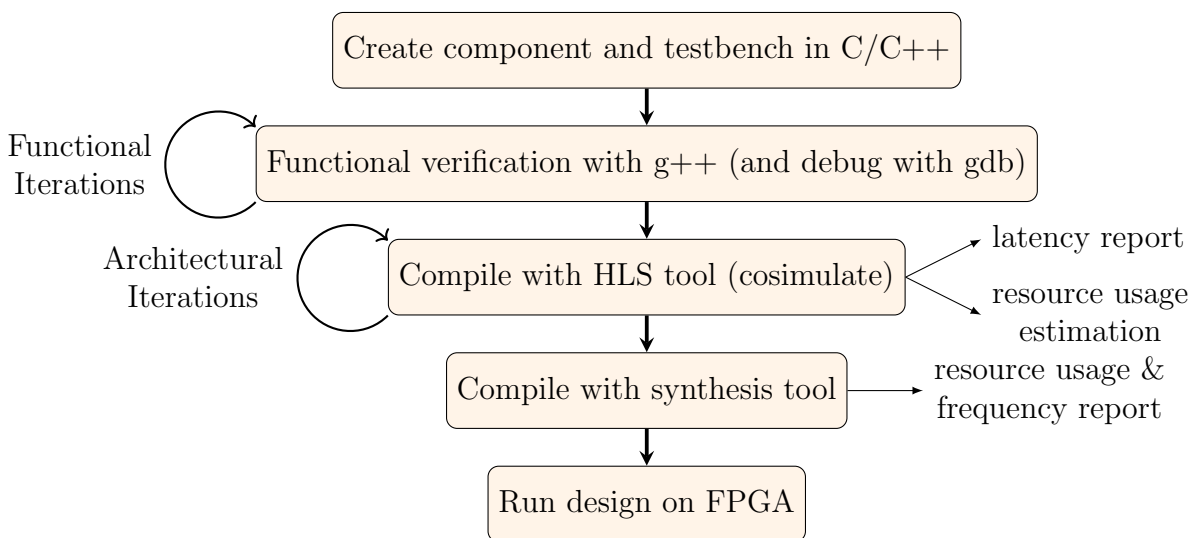 Create component and testbench in C/C++
Functional
Iterations
Functional verification with g++ (and debug with gdb)
Architectural
Iterations
Compile with HLS tool (cosimulate)
latency report
resource usage
estimation
Compile with synthesis tool
resource usage &
frequency report
Run design on FPGA